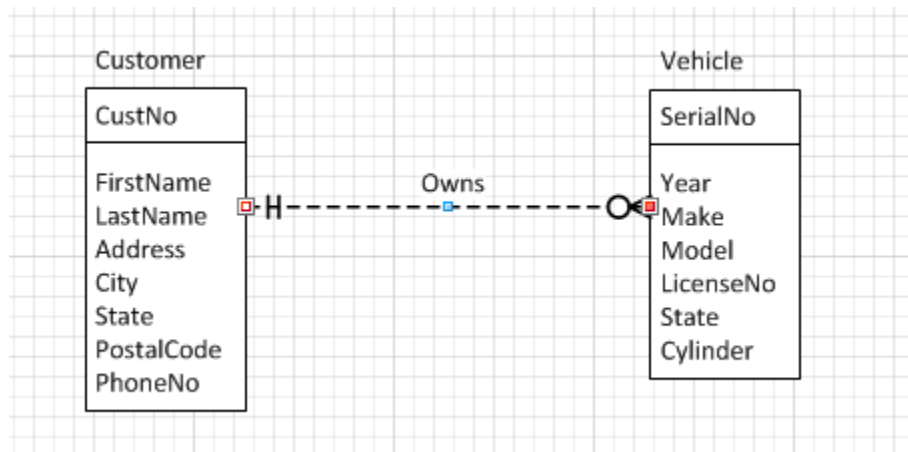 Customer
CustNo
FirstName
LastName
Address
City
State
PostalCode
PhoneNo
Owns
Vehicle
SerialNo
Year
Make
Model
LicenseNo
State
Cylinder